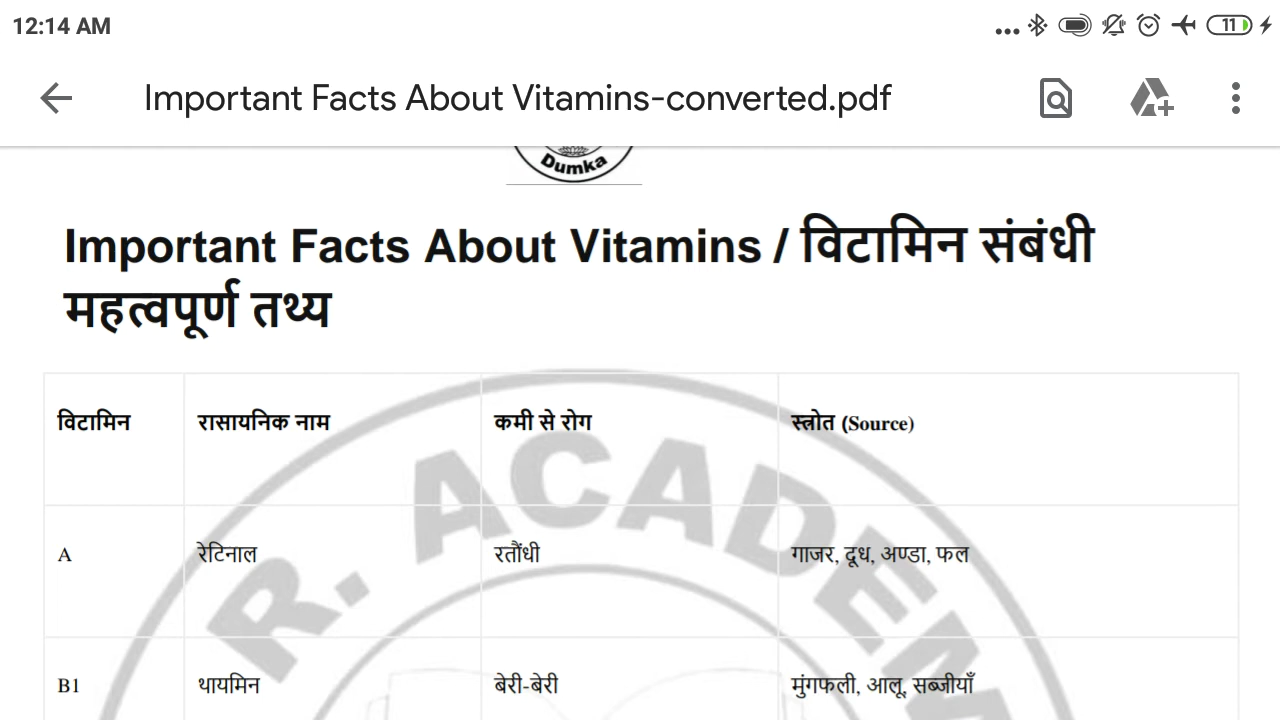 12:14 AM
11
Important Facts About Vitamins-converted.pdf
Dumka
Important Facts About Vitamins / विटामिन संबंधी
महत्वपूर्ण तथ्य
विटामिन रासायनिक नाम कमी से रोग स्त्रोत (Source)
A रेटिनाल रतौंधी गाजर, दूध, अण्डा, फल
B1 थायमिन बेरी-बेरी मुंगफली, आलू, सब्जीयाँ
R. ACADEM